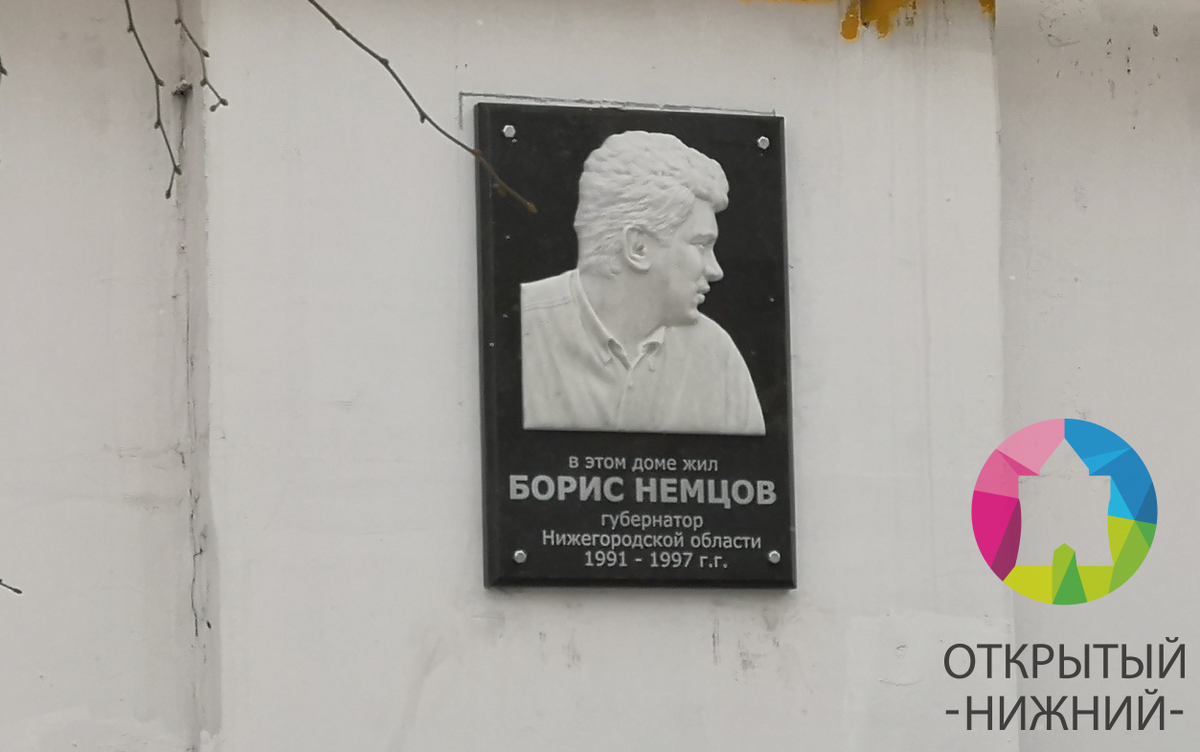 в этом доме жил
БОРИС НЕМЦОВ
губернатор
Нижегородской области
1991 - 1997 г.г.
ОТКРЫТЫЙ
-НИЖНИЙ-